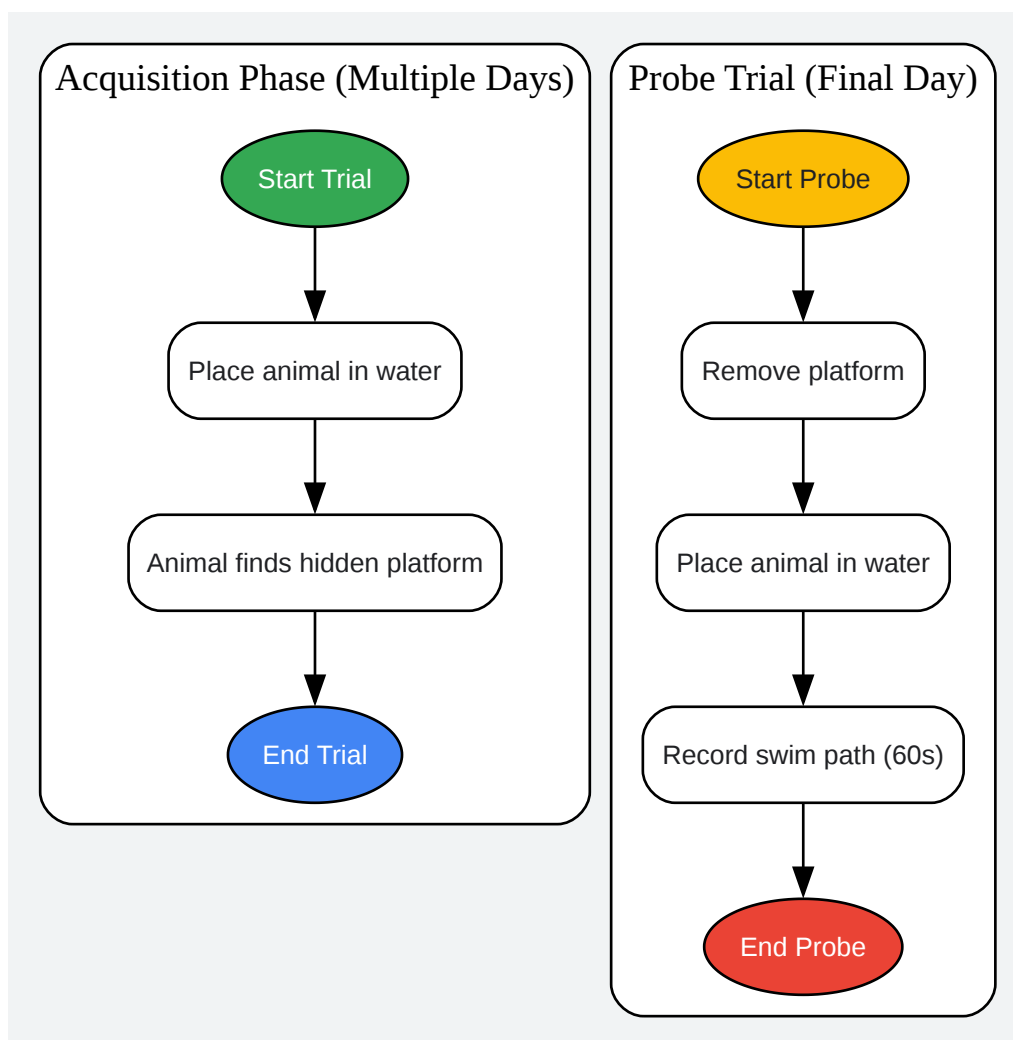 Acquisition Phase (Multiple Days)
Start Trial
Place animal in water
Animal finds hidden platform
End Trial
Probe Trial (Final Day)
Start Probe
Remove platform
Place animal in water
Record swim path (60s)
End Probe